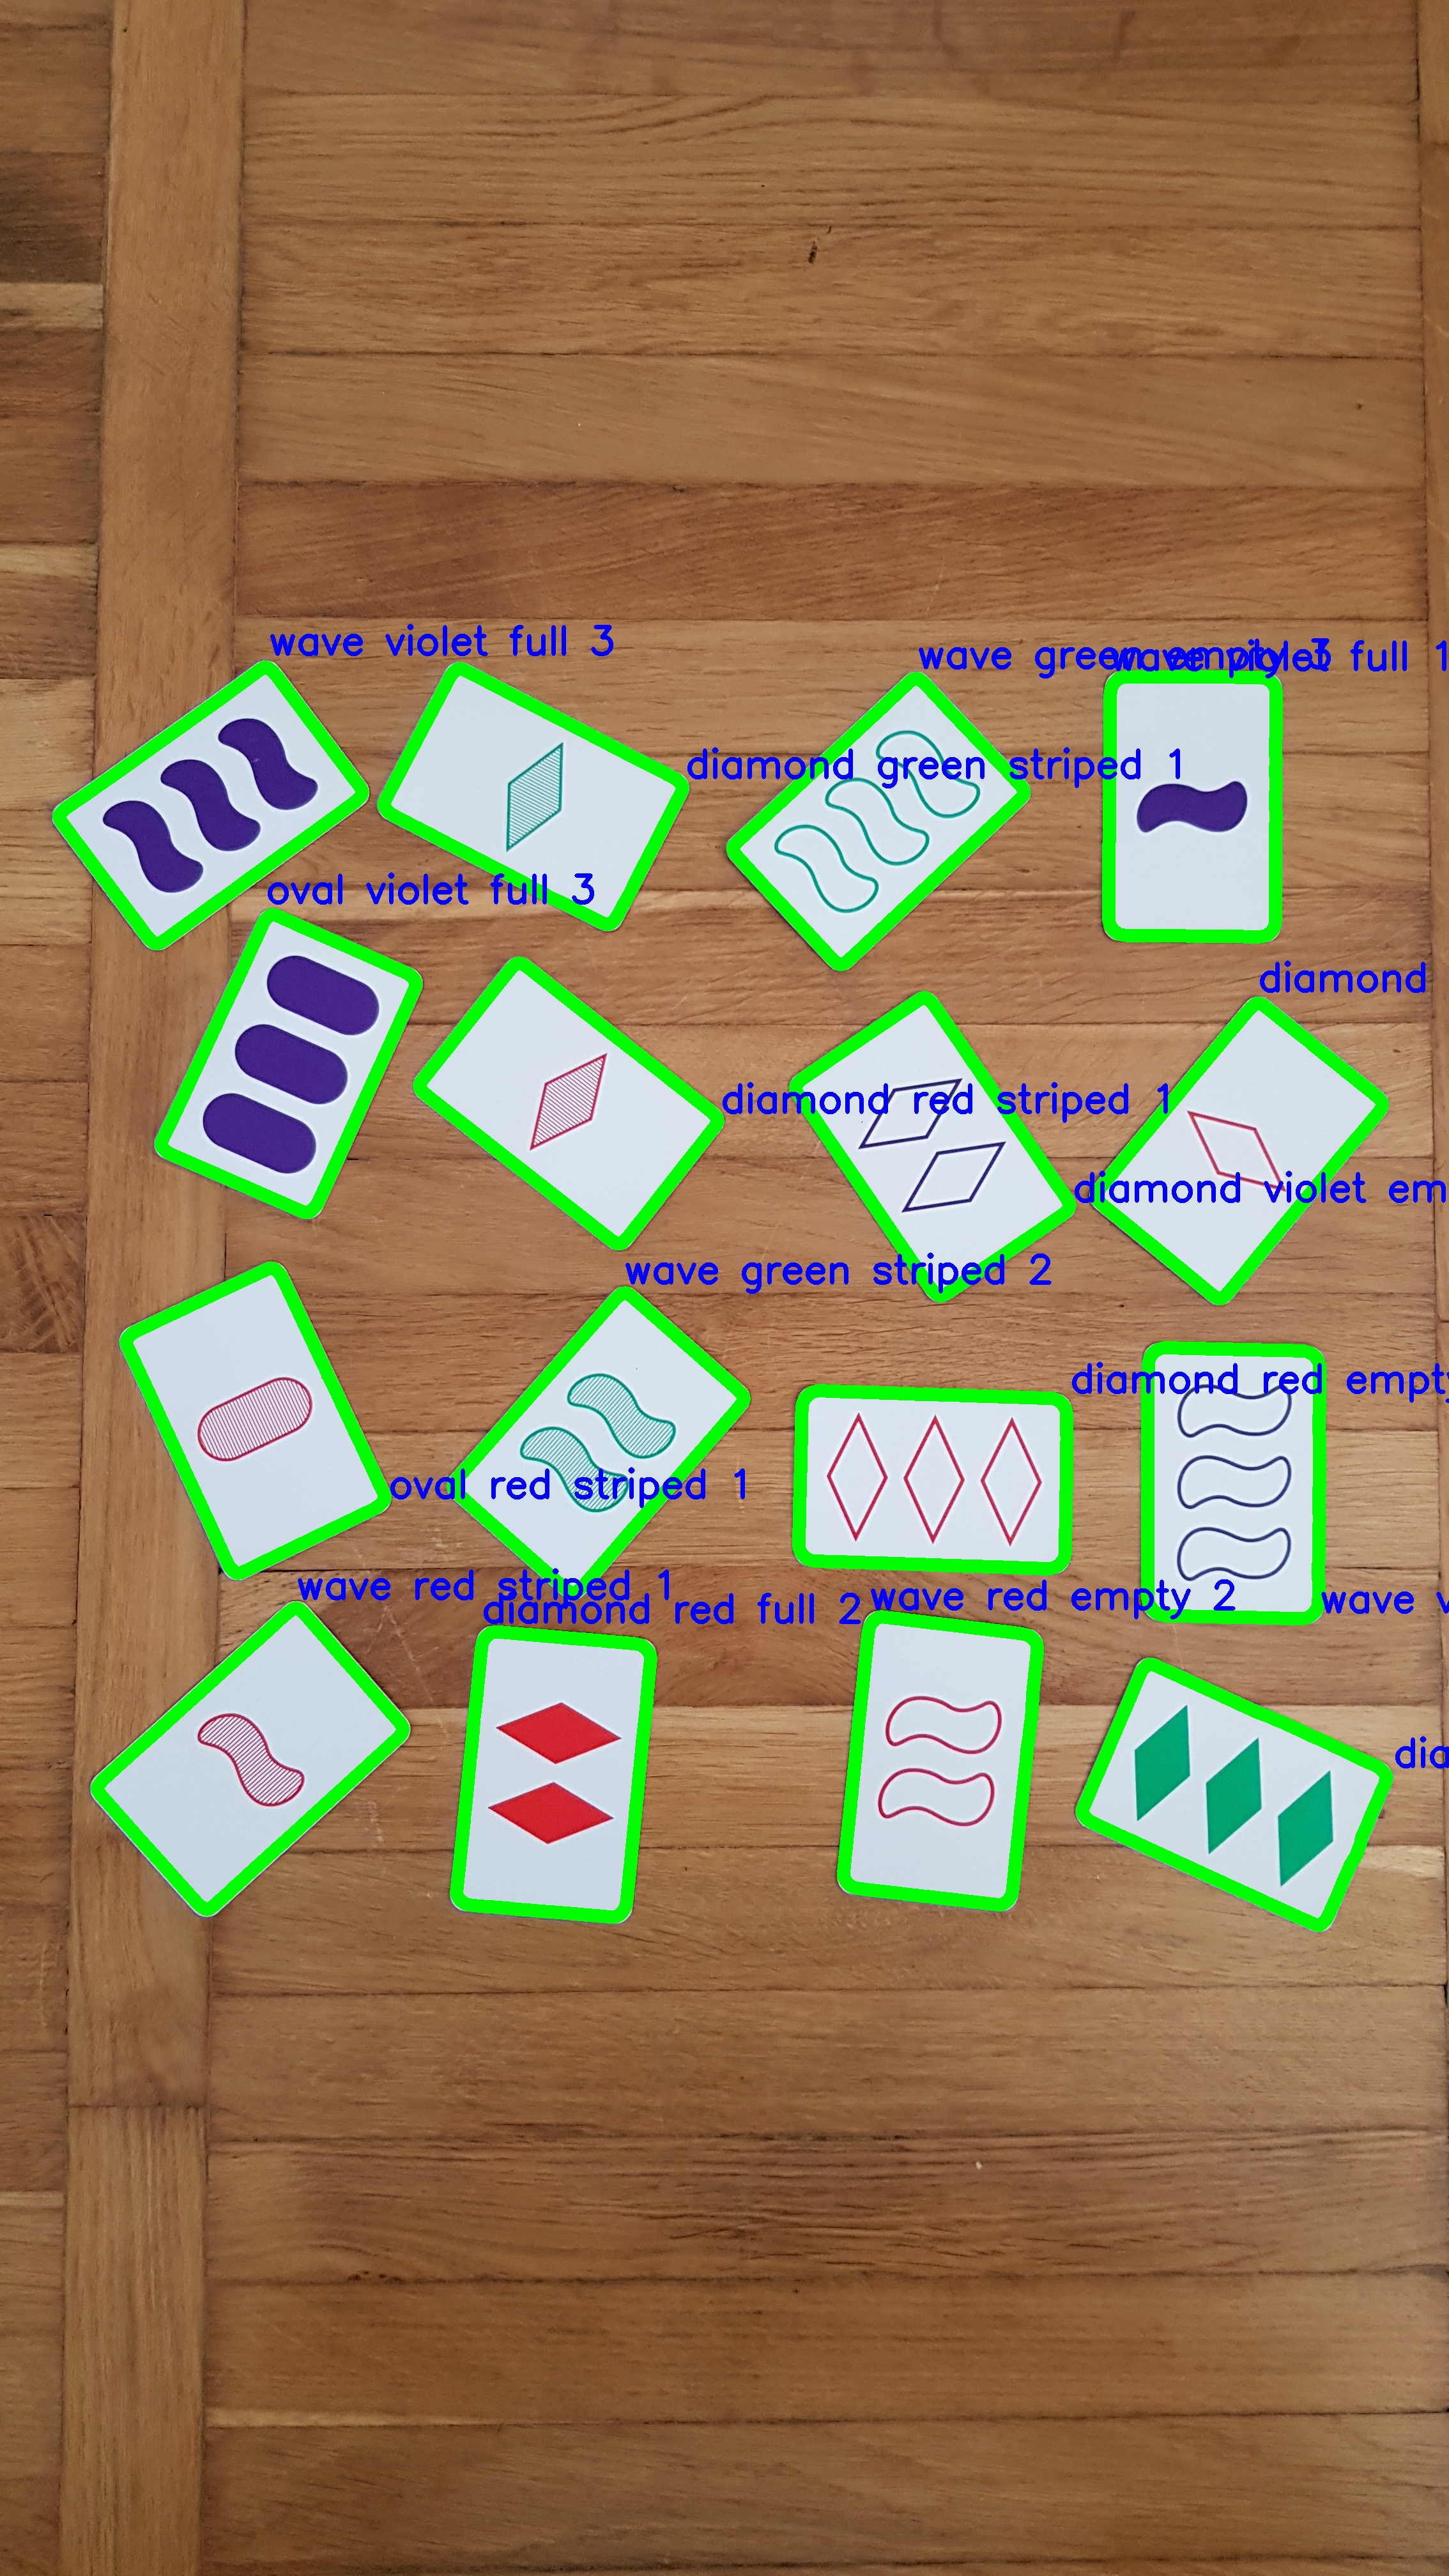 wave violet full 3
wave green empty 3
wave violet full 1
diamond green striped 1
oval violet full 3
diamond
diamond red striped 1
diamond violet em
wave green striped 2
diamond red empty
oval red striped 1
wave red striped 1
diamond red full 2
wave red empty 2
wave v
dia